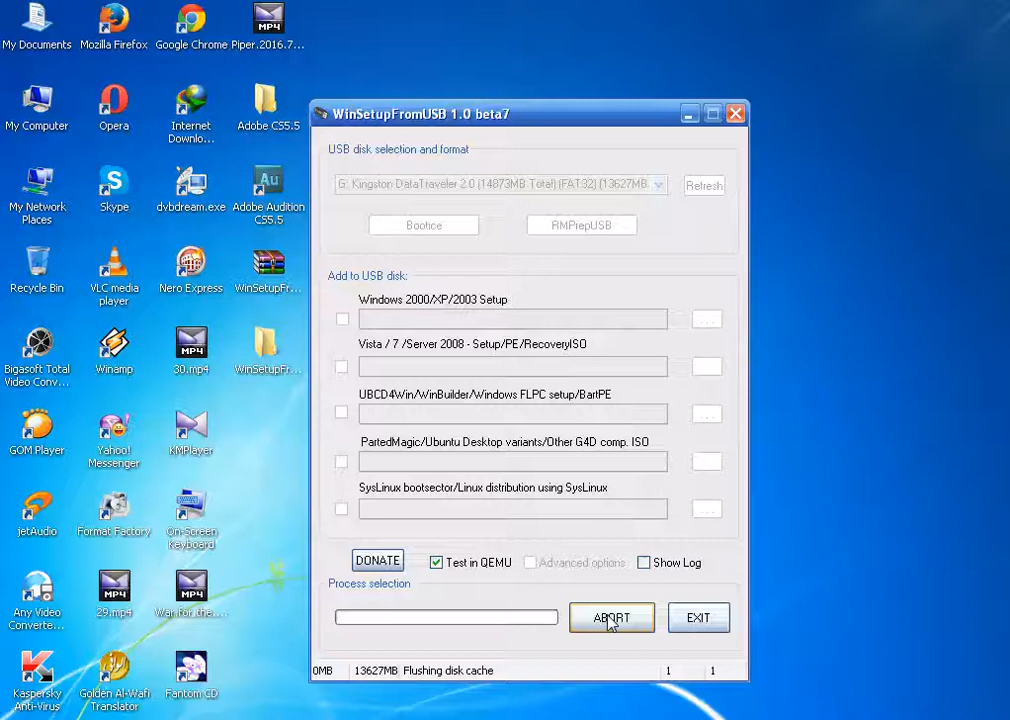 My Documents
Mozilla Firefox
Google Chrome
Piper.2016.7...
My Computer
Opera
Internet
Downlo...
Adobe CS5.5
My Network
Places
Skype
dvbdream.exe
Adobe Audition
CS5.5
Recycle Bin
VLC media
player
Nero Express
WinSetupFr...
Bigasoft Total
Video Conv...
Winamp
30.mp4
WinSetupFr...
GOM Player
Yahoo!
Messenger
KMPlayer
jetAudio
Format Factory
On-Screen
Keyboard
Any Video
Converte...
29.mp4
War for the...
Kaspersky
Anti-Virus
Golden Al-Wafi
Translator
Fantom CD
MP4
MP4
MP4
MP4
Au
WinSetupFromUSB 1.0 beta7
USB disk selection and format
G: Kingston DataTraveler 2.0 (14873MB Total) (FAT32) (13627MB
Refresh
Bootice
RMPrepUSB
Add to USB disk:
Windows 2000/XP/2003 Setup
...
Vista / 7 /Server 2008 - Setup/PE/RecoveryISO
UBCD4Win/WinBuilder/Windows FLPC setup/BartPE
...
PartedMagic/Ubuntu Desktop variants/Other G4D comp. ISO
SysLinux bootsector/Linux distribution using SysLinux
...
DONATE
Test in QEMU
Advanced options
Show Log
Process selection
ABORT
EXIT
0MB
13627MB Flushing disk cache
1
1